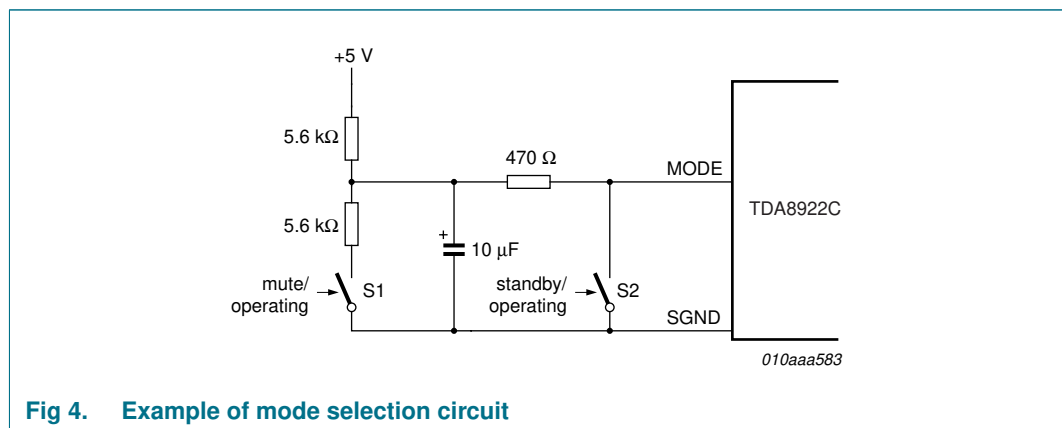 +5 V
5.6 kΩ
470 Ω
MODE
TDA8922C
5.6 kΩ
+
10 μF
mute/
operating
S1
standby/
operating
S2
SGND
010aaa583
Fig 4. Example of mode selection circuit